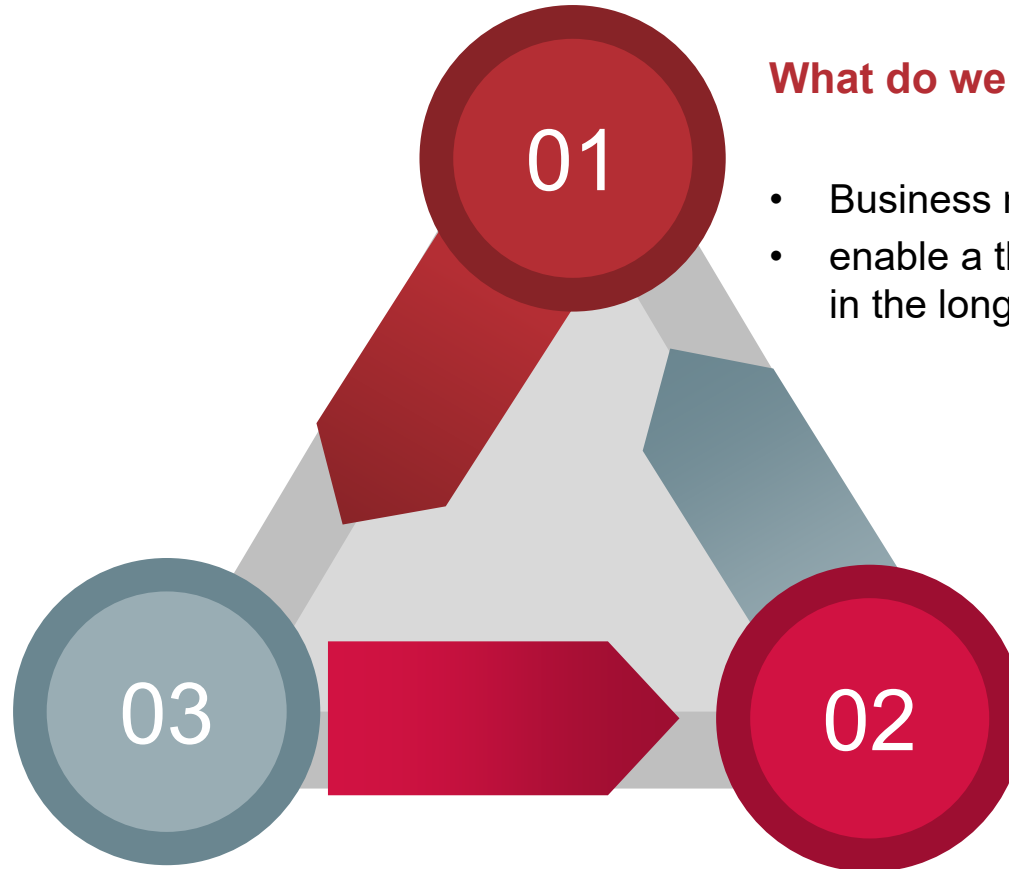 01
What do we
• Business
• enable a
in the long
03
02